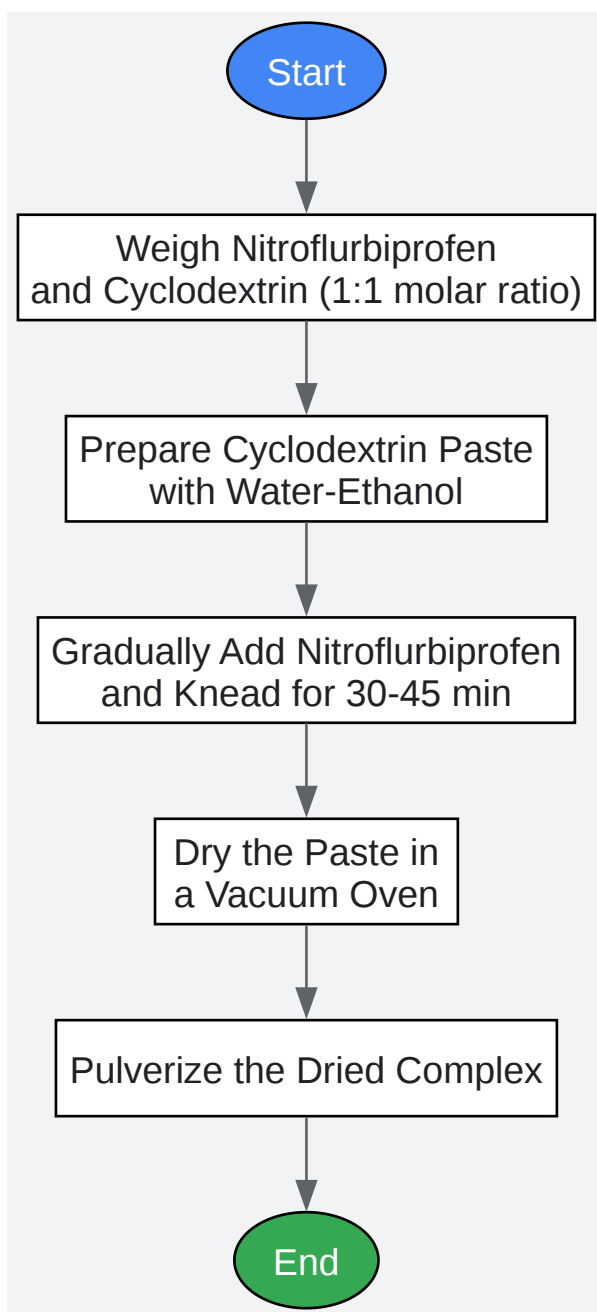 Start
Weigh Nitroflurbiprofen
and Cyclodextrin (1:1 molar ratio)
Prepare Cyclodextrin Paste
with Water-Ethanol
Gradually Add Nitroflurbiprofen
and Knead for 30-45 min
Dry the Paste in
a Vacuum Oven
Pulverize the Dried Complex
End